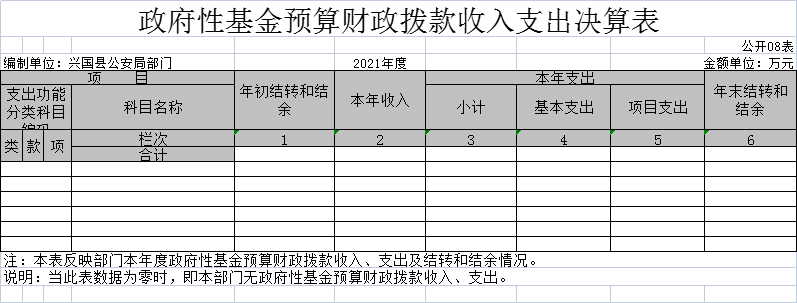 政府性基金预算财政拨款收入支出决算表
公开08表
编制单位：兴国县公安局部门 2021年度 金额单位：万元
项 目 年初结转和结余 本年收入 本年支出 年末结转和结余
支出功能分类科目编码 科目名称 小计 基本支出 项目支出
类 款 项 栏次 1 2 3 4 5 6
合计
注：本表反映部门本年度政府性基金预算财政拨款收入、支出及结转和结余情况。
说明：当此表数据为零时，即本部门无政府性基金预算财政拨款收入、支出。